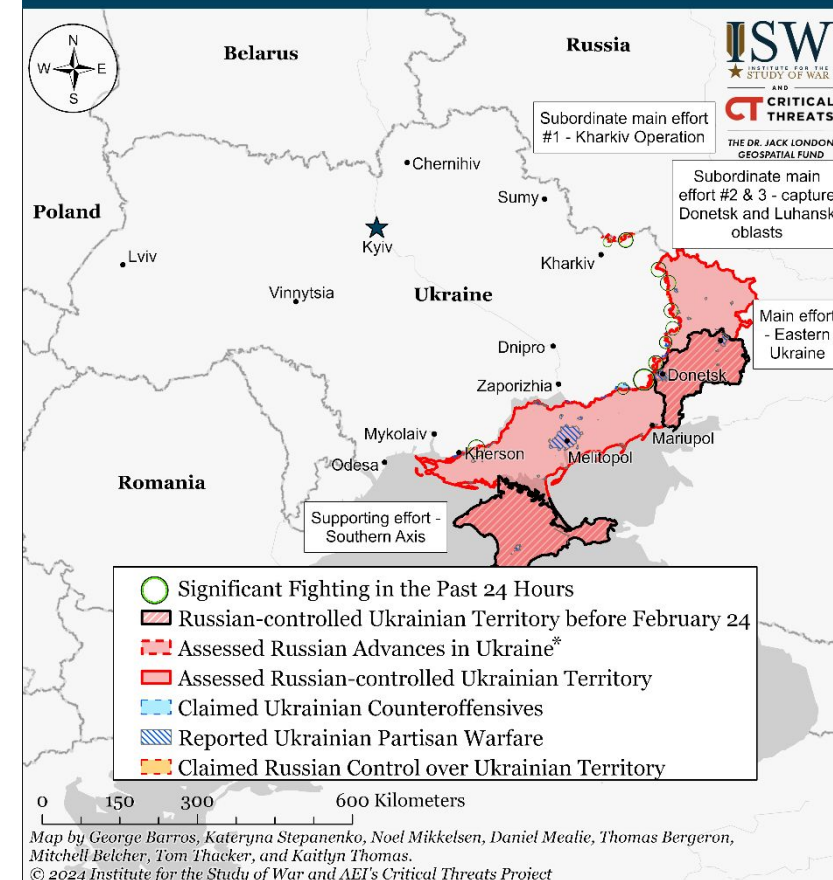 N
W
E
S
Belarus
Russia
ISW
INSTITUTE FOR THE
STUDY OF WAR
AND
CT CRITICAL
THREATS
THE DR. JACK LONDON
GEOSPATIAL FUND
Subordinate main effort
#1 - Kharkiv Operation
Subordinate main
effort #2 & 3 - capture
Donetsk and Luhansk
oblasts
Chernihiv
Sumy
Poland
Kyiv
Lviv
Kharkiv
Vinnytsia
Ukraine
Main effort
- Eastern
Ukraine
Dnipro
Donetsk
Zaporizhia
Mykolaiv
Mariupol
Kherson
Odesa
Melitopol
Romania
Supporting effort -
Southern Axis
Significant Fighting in the Past 24 Hours
Russian-controlled Ukrainian Territory before February 24
Assessed Russian Advances in Ukraine*
Assessed Russian-controlled Ukrainian Territory
Claimed Ukrainian Counteroffensives
Reported Ukrainian Partisan Warfare
Claimed Russian Control over Ukrainian Territory
0 150 300 600 Kilometers
Map by George Barros, Kateryna Stepanenko, Noel Mikkelsen, Daniel Mealie, Thomas Bergeron,
Mitchell Belcher, Tom Thacker, and Kaitlyn Thomas.
© 2024 Institute for the Study of War and AEI's Critical Threats Project